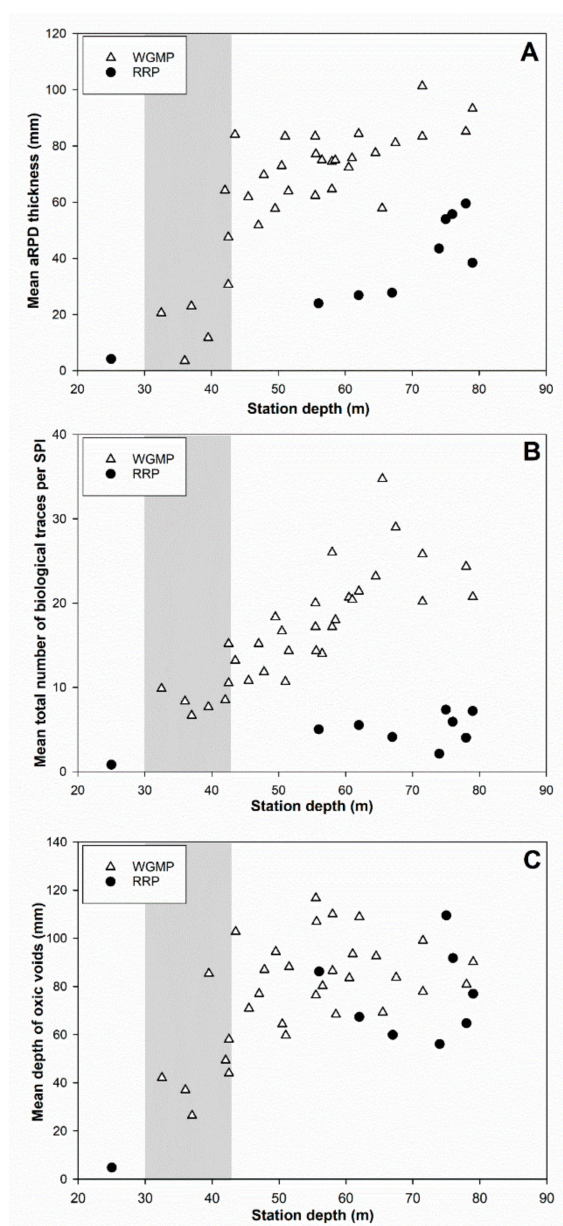 A
WGMP
RRP
Mean aRPD thickness (mm)
120
100
80
60
40
20
0
20 30 40 50 60 70 80 90
Station depth (m)
B
WGMP
RRP
Mean total number of biological traces per SPI
40
30
20
10
0
20 30 40 50 60 70 80 90
Station depth (m)
C
WGMP
RRP
Mean depth of oxic voids (mm)
140
120
100
80
60
40
20
0
20 30 40 50 60 70 80 90
Station depth (m)